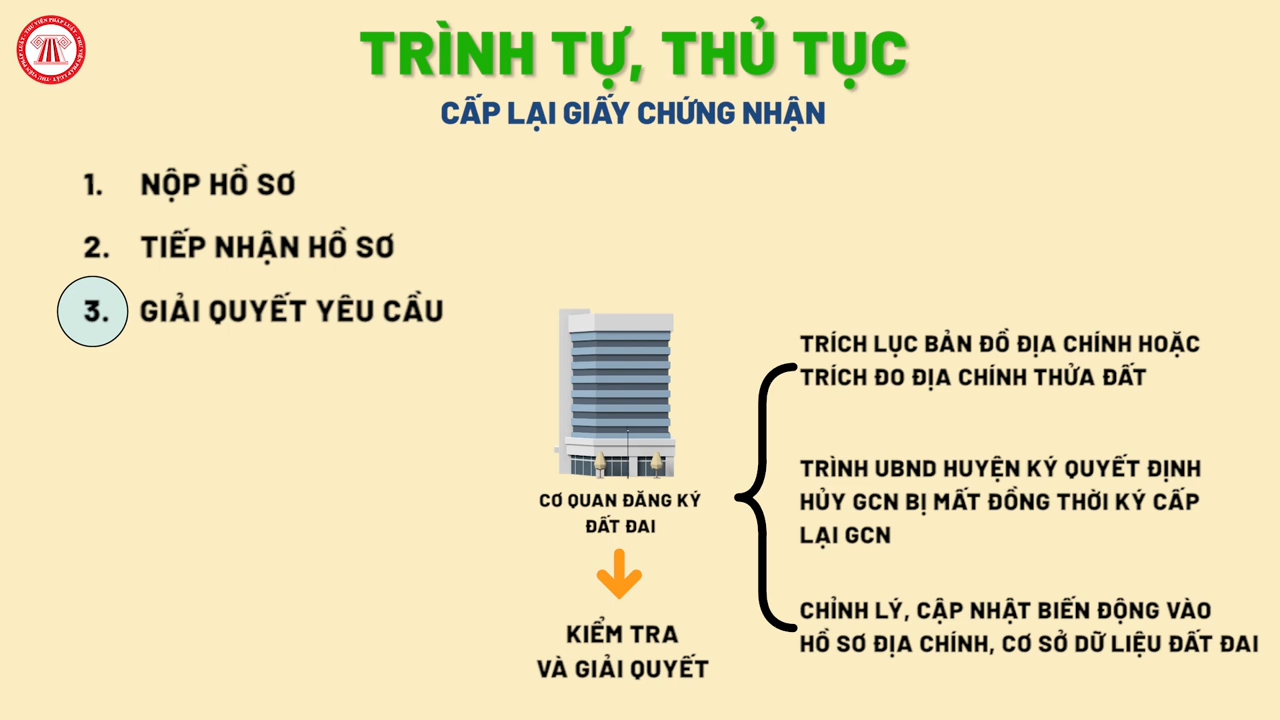 THƯ VIỆN PHÁP LUẬT
TRÌNH TỰ, THỦ TỤC
CẤP LẠI GIẤY CHỨNG NHẬN
1. NỘP HỒ SƠ
2. TIẾP NHẬN HỒ SƠ
3. GIẢI QUYẾT YÊU CẦU
CƠ QUAN ĐĂNG KÝ
ĐẤT ĐAI
KIỂM TRA
VÀ GIẢI QUYẾT
TRÍCH LỤC BẢN ĐỒ ĐỊA CHÍNH HOẶC
TRÍCH ĐO ĐỊA CHÍNH THỬA ĐẤT
TRÌNH UBND HUYỆN KÝ QUYẾT ĐỊNH
HỦY GCN BỊ MẤT ĐỒNG THỜI KÝ CẤP
LẠI GCN
CHỈNH LÝ, CẬP NHẬT BIẾN ĐỘNG VÀO
HỒ SƠ ĐỊA CHÍNH, CƠ SỞ DỮ LIỆU ĐẤT ĐAI